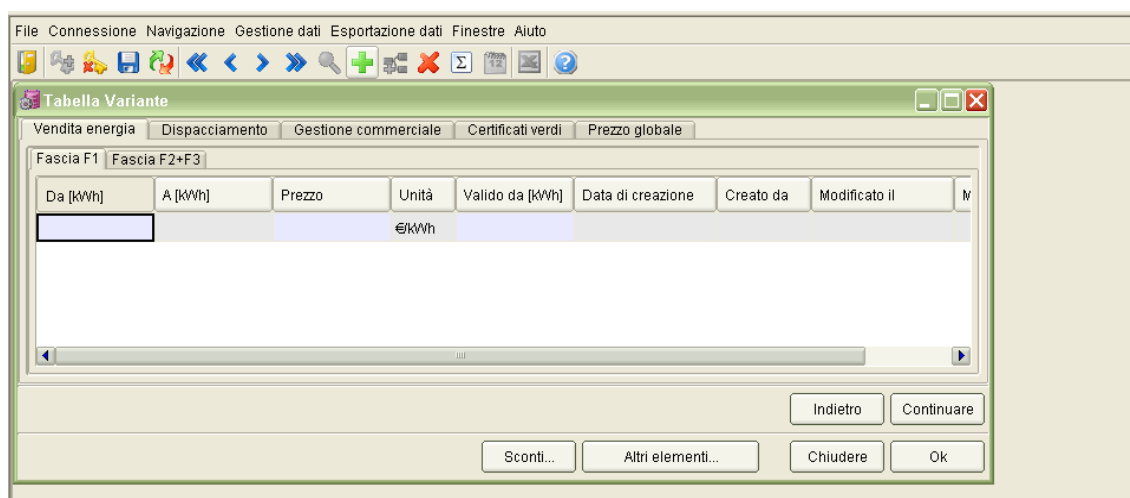 File Connessione Navigazione Gestione dati Esportazione dati Finestre Aiuto
Σ 12
Tabella Variante
Vendita energia Dispacciamento Gestione commerciale Certificati verdi Prezzo globale
Fascia F1 Fascia F2+F3
Da [kWh] A [kWh] Prezzo Unità Valido da [kWh] Data di creazione Creato da Modificato il M
€/kWh
Indietro Continuare
Sconti... Altri elementi... Chiudere Ok